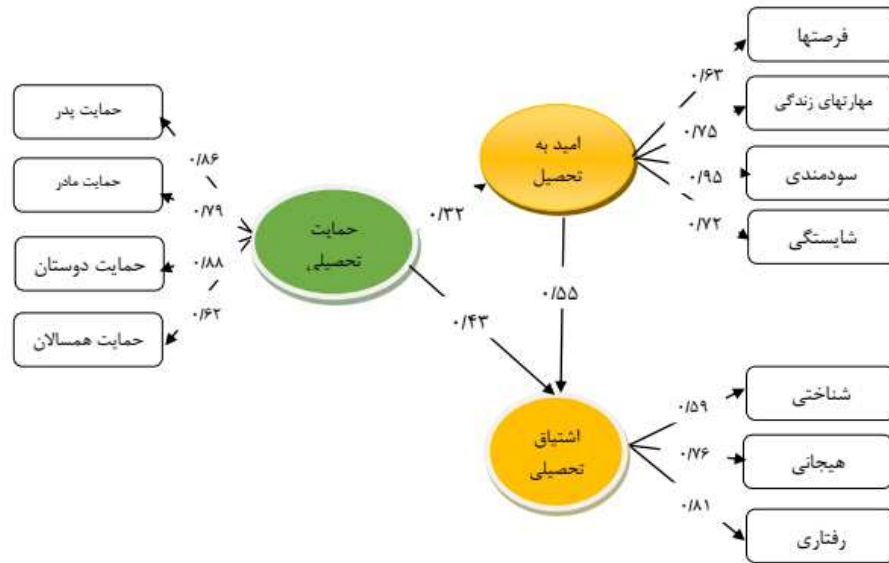 فرصتها
۰/۶۳
مهارتهای زندگی
۰/۷۵
سودمندی
۰/۹۵
شایستگی
۰/۷۲
امید به
تحصیل
حمایت پدر
۰/۸۶
حمایت مادر
۰/۷۹
حمایت دوستان
۰/۸۸
حمایت همسالان
۰/۶۲
حمایت
تحصیلی
۰/۳۲
۰/۵۵
۰/۴۳
اشتیاق
تحصیلی
شناختی
۰/۵۹
هیجانی
۰/۷۶
رفتاری
۰/۸۱